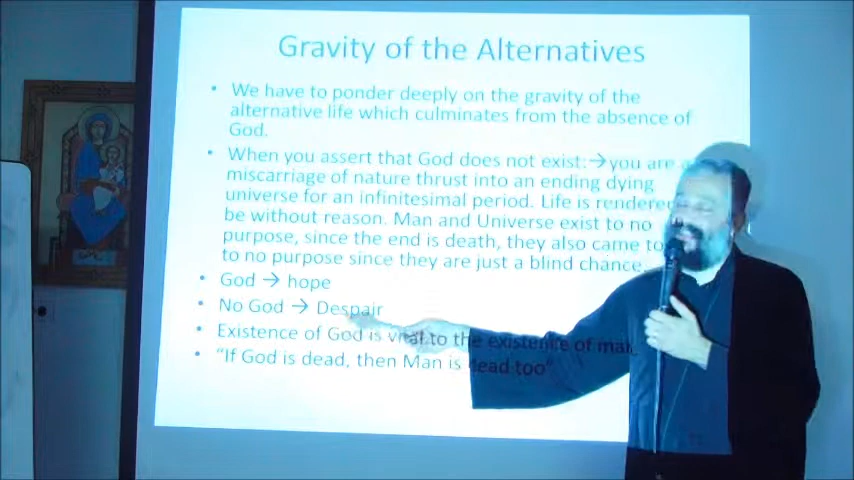 Gravity of the Alternatives
• We have to ponder deeply on the gravity of the
alternative life which culminates from the absence of
God.
• When you assert that God does not exist:→you are a
miscarriage of nature thrust into an ending dying
universe for an infinitesimal period. Life is rendered
be without reason. Man and Universe exist to no
purpose, since the end is death, they also came to
to no purpose since they are just a blind chance.
• God → hope
• No God → Despair
• Existence of God is vital to the existence of man
• "If God is dead, then Man is dead too"